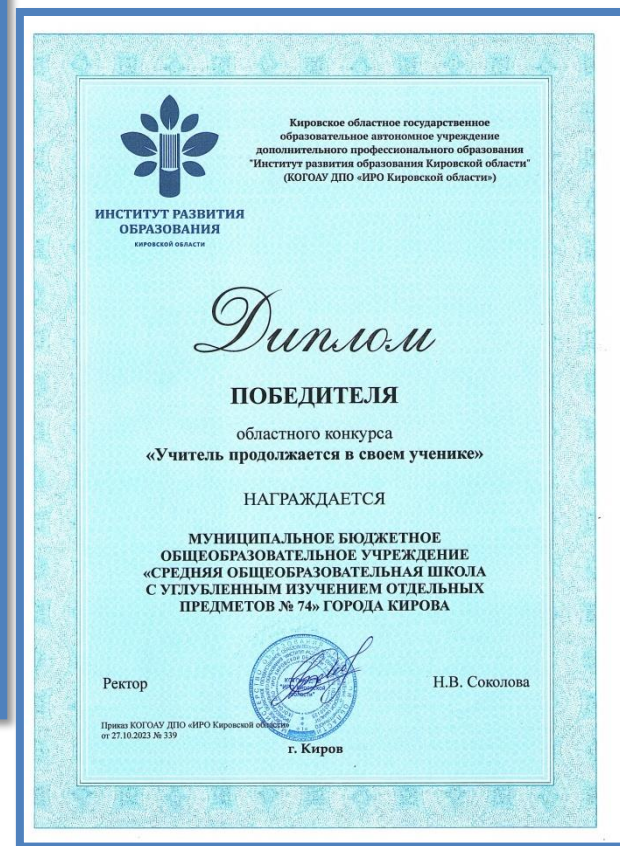 Кировское областное государственное
образовательное автономное учреждение
дополнительного профессионального образования
"Институт развития образования Кировской области"
(КОГОАУ ДПО «ИРО Кировской области»)
ИНСТИТУТ РАЗВИТИЯ
ОБРАЗОВАНИЯ
КИРОВСКОЙ ОБЛАСТИ
Диплом
ПОБЕДИТЕЛЯ
областного конкурса
«Учитель продолжается в своем ученике»
НАГРАЖДАЕТСЯ
МУНИЦИПАЛЬНОЕ БЮДЖЕТНОЕ
ОБЩЕОБРАЗОВАТЕЛЬНОЕ УЧРЕЖДЕНИЕ
«СРЕДНЯЯ ОБЩЕОБРАЗОВАТЕЛЬНАЯ ШКОЛА
С УГЛУБЛЕННЫМ ИЗУЧЕНИЕМ ОТДЕЛЬНЫХ
ПРЕДМЕТОВ № 74» ГОРОДА КИРОВА
Ректор
Н.В. Соколова
Приказ КОГОАУ ДПО «ИРО Кировской области»
от 27.10.2023 № 339
г. Киров